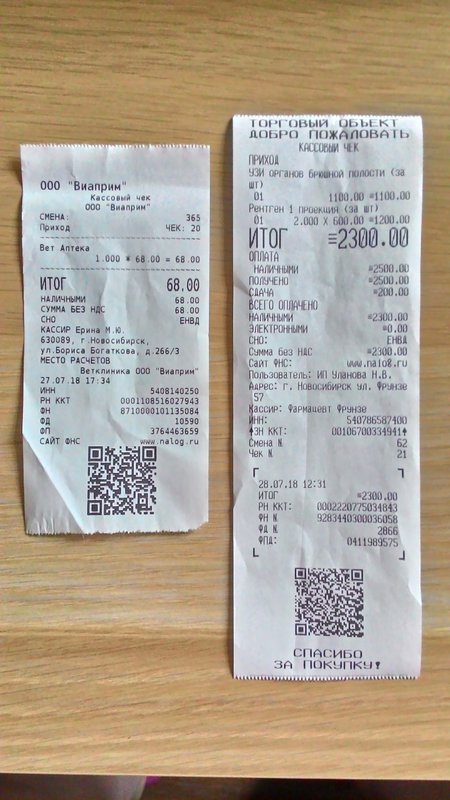 ООО "Виаприм"
Кассовый чек
ООО "Виаприм"
СМЕНА: 365
Приход ЧЕК: 20
Вет Аптека
1.000 * 68.00 = 68.00
ИТОГ 68.00
НАЛИЧНЫМИ 68.00
СУММА БЕЗ НДС 68.00
СНО ЕНВД
КАССИР Ерина М.Ю.
630089, г.Новосибирск,
ул.Бориса Богаткова, д.266/3
МЕСТО РАСЧЕТОВ
Ветклиника ООО "Виаприм"
27.07.18 17:34
ИНН 5408140250
РН ККТ 0001108516027943
ФН 8710000101135084
ФД 10590
ФП 3764463659
САЙТ ФНС www.nalog.ru
ТОРГОВЫЙ ОБЪЕКТ
ДОБРО ПОЖАЛОВАТЬ
КАССОВЫЙ ЧЕК
ПРИХОД
УЗИ органов брюшной полости (за
шт)
01 1100.00 =1100.00
Рентген 1 проекция (за шт)
01 2.000 X 600.00 =1200.00
ИТОГ =2300.00
ОПЛАТА
НАЛИЧНЫМИ =2500.00
ПОЛУЧЕНО =2500.00
СДАЧА =200.00
ВСЕГО ОПЛАЧЕНО
НАЛИЧНЫМИ =2300.00
ЭЛЕКТРОННЫМИ =0.00
СНО: ЕНВД
Сумма без НДС =2300.00
Сайт ФНС: www.nalog.ru
Пользователь: ИП Уланова Н.В.
Адрес: г. Новосибирск ул. Фрунзе
57
Кассир: Фармацевт Фрунзе
ИНН: 540786587400
ЗН ККТ: 00106700334941
Смена № 62
Чек № 21
28.07.18 12:31
ИТОГ =2300.00
РН ККТ: 0002220775034843
ФН № 9283440300036058
ФД № 2866
ФПД: 0411989575
СПАСИБО
ЗА ПОКУПКУ!